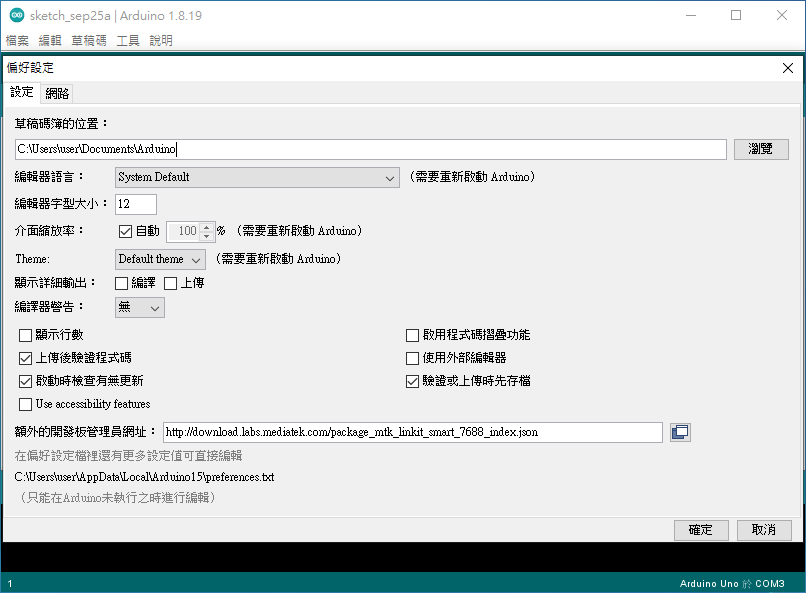 sketch_sep25a | Arduino 1.8.19
檔案 編輯 草稿碼 工具 說明
偏好設定
設定 網路
草稿碼簿的位置：
C:\Users\user\Documents\Arduino 瀏覽
編輯器語言： System Default （需要重新啟動 Arduino）
編輯器字型大小： 12
介面縮放率： 自動 100 % （需要重新啟動 Arduino）
Theme: Default theme （需要重新啟動 Arduino）
顯示詳細輸出： 編譯 上傳
編譯器警告： 無
顯示行數 啟用程式碼摺疊功能
上傳後驗證程式碼 使用外部編輯器
啟動時檢查有無更新 驗證或上傳時先存檔
Use accessibility features
額外的開發板管理員網址： http://download.labs.mediatek.com/package_mtk_linkit_smart_7688_index.json
在偏好設定檔裡還有更多設定值可直接編輯
C:\Users\user\AppData\Local\Arduino15\preferences.txt
（只能在Arduino未執行之時進行編輯）
確定 取消
1 Arduino Uno 於 COM3